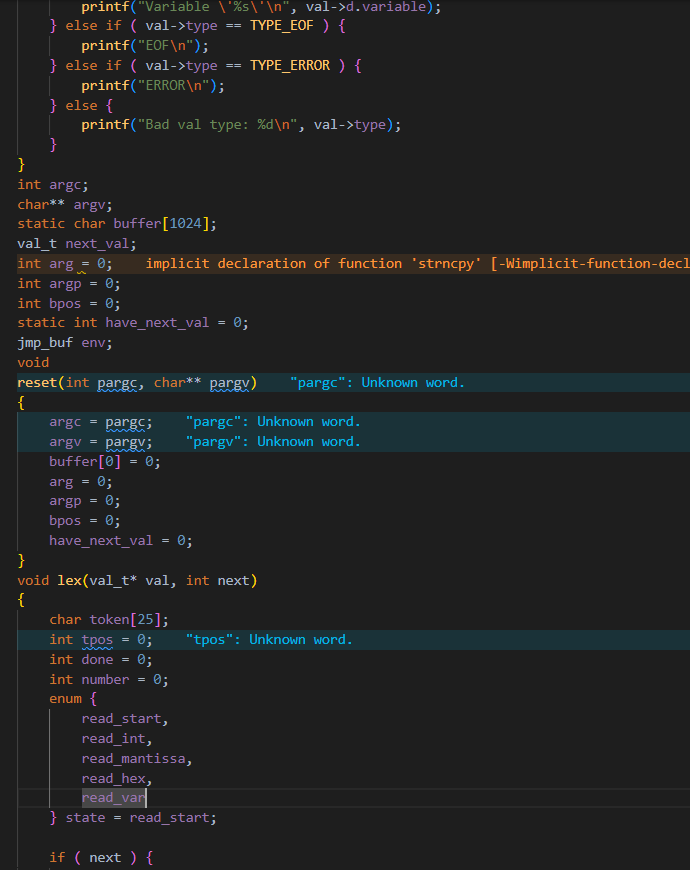 printf("Variable \'%s\'\n", val->d.variable);
    } else if ( val->type == TYPE_EOF ) {
        printf("EOF\n");
    } else if ( val->type == TYPE_ERROR ) {
        printf("ERROR\n");
    } else {
        printf("Bad val type: %d\n", val->type);
    }
}
int argc;
char** argv;
static char buffer[1024];
val_t next_val;
int arg = 0;    implicit declaration of function 'strncpy' [-Wimplicit-function-decl
int argp = 0;
int bpos = 0;
static int have_next_val = 0;
jmp_buf env;
void
reset(int pargc, char** pargv)    "pargc": Unknown word.
{
    argc = pargc;    "pargc": Unknown word.
    argv = pargv;    "pargv": Unknown word.
    buffer[0] = 0;
    arg = 0;
    argp = 0;
    bpos = 0;
    have_next_val = 0;
}
void lex(val_t* val, int next)
{
    char token[25];
    int tpos = 0;    "tpos": Unknown word.
    int done = 0;
    int number = 0;
    enum {
        read_start,
        read_int,
        read_mantissa,
        read_hex,
        read_var
    } state = read_start;

    if ( next ) {